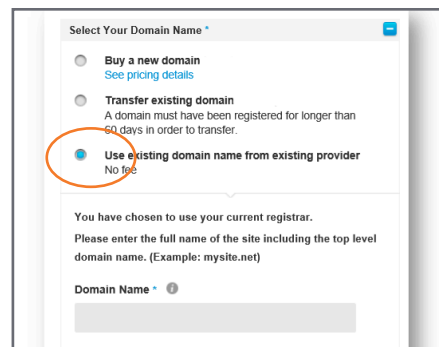 Select Your Domain Name *
Buy a new domain
See pricing details
Transfer existing domain
A domain must have been registered for longer than
60 days in order to transfer.
Use existing domain name from existing provider
No fee
You have chosen to use your current registrar.
Please enter the full name of the site including the top level
domain name. (Example: mysite.net)
Domain Name *